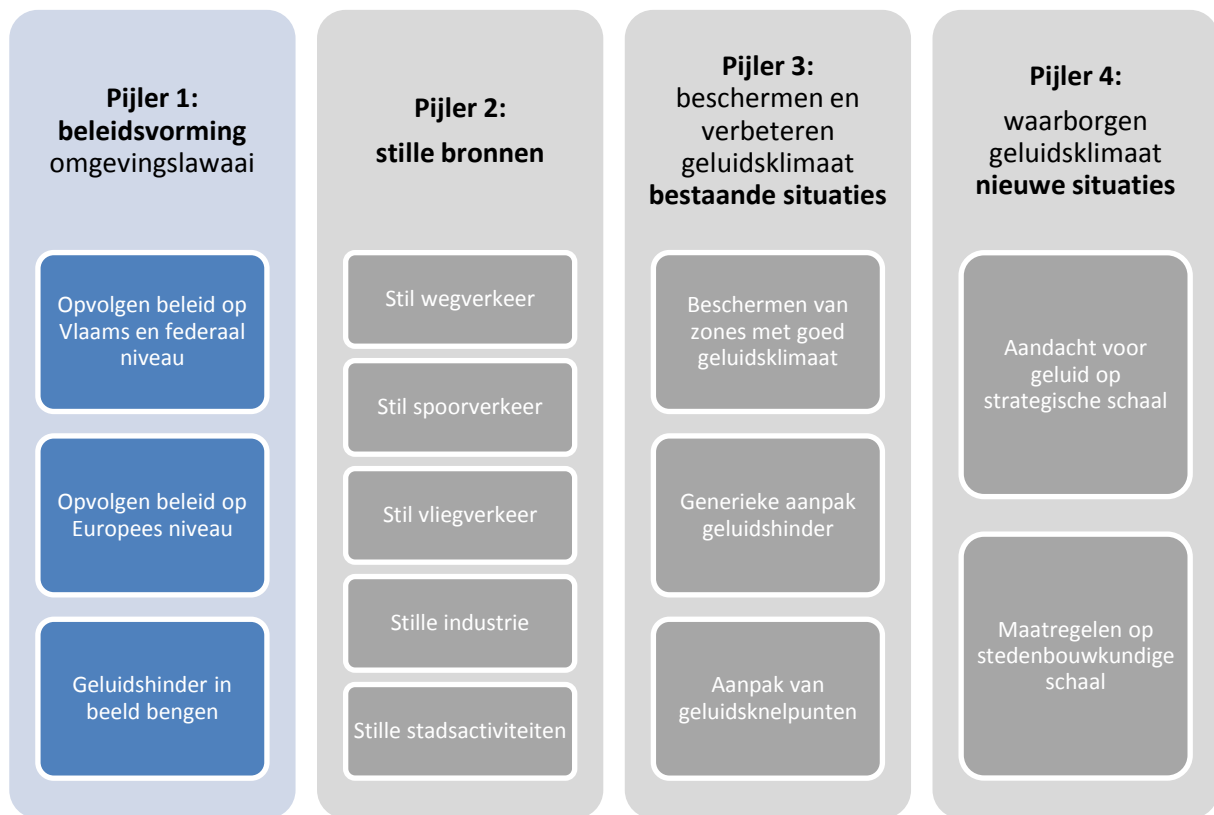 Pijler 1:
beleidsvorming
omgevingslawaai
Opvolgen beleid op
Vlaams en federaal
niveau
Opvolgen beleid op
Europees niveau
Geluidshinder in
beeld bengen
Pijler 2:
stille bronnen
Stil wegverkeer
Stil spoorverkeer
Stil vliegverkeer
Stille industrie
Stille stadsactiviteiten
Pijler 3:
beschermen en
verbeteren
geluidsklimaat
bestaande situaties
Beschermen van
zones met goed
geluidsklimaat
Generieke aanpak
geluidshinder
Aanpak van
geluidsknelpunten
Pijler 4:
waarborgen
geluidsklimaat
nieuwe situaties
Aandacht voor
geluid op
strategische schaal
Maatregelen op
stedenbouwkundige
schaal